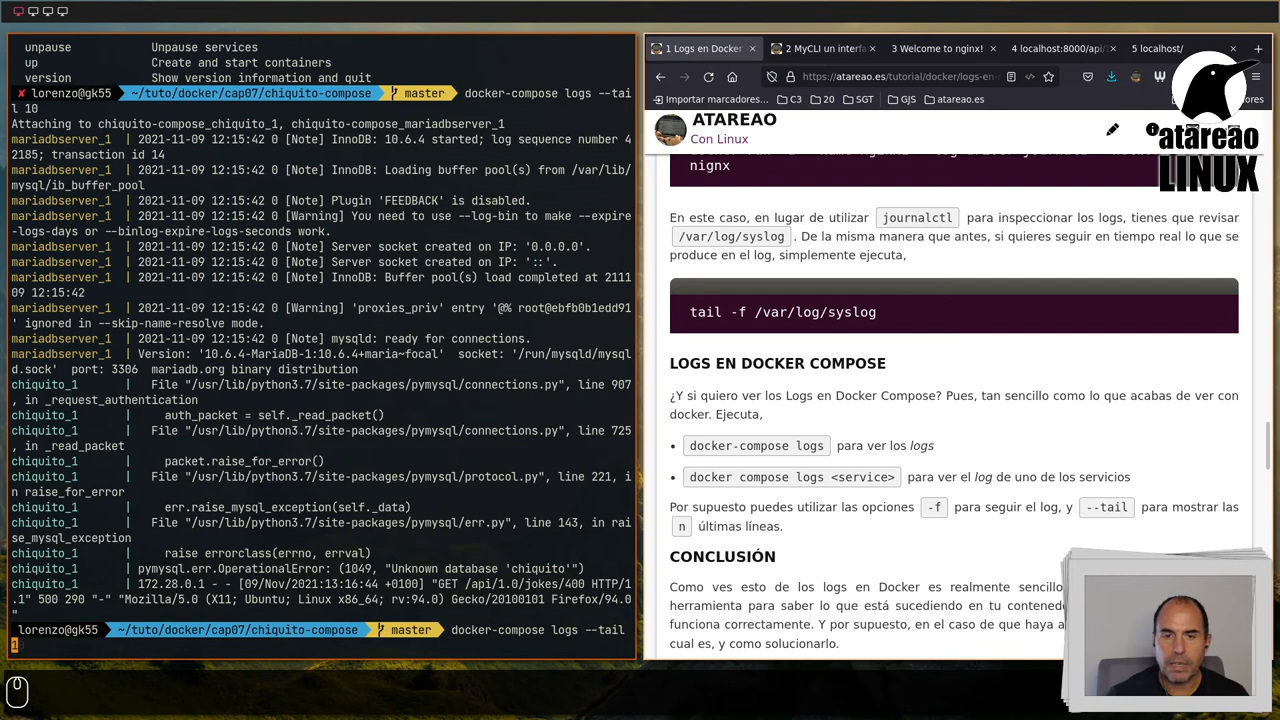 unpause Unpause services
up Create and start containers
version Show version information and quit
✘ lorenzo@gk55 ~/tuto/docker/cap07/chiquito-compose master docker-compose logs --tai
l 10
Attaching to chiquito-compose_chiquito_1, chiquito-compose_mariadbserver_1
mariadbserver_1 | 2021-11-09 12:15:42 0 [Note] InnoDB: 10.6.4 started; log sequence number 4
2185; transaction id 14
mariadbserver_1 | 2021-11-09 12:15:42 0 [Note] InnoDB: Loading buffer pool(s) from /var/lib/
mysql/ib_buffer_pool
mariadbserver_1 | 2021-11-09 12:15:42 0 [Note] Plugin 'FEEDBACK' is disabled.
mariadbserver_1 | 2021-11-09 12:15:42 0 [Warning] You need to use --log-bin to make --expire
-logs-days or --binlog-expire-logs-seconds work.
mariadbserver_1 | 2021-11-09 12:15:42 0 [Note] Server socket created on IP: '0.0.0.0'.
mariadbserver_1 | 2021-11-09 12:15:42 0 [Note] Server socket created on IP: '::'.
mariadbserver_1 | 2021-11-09 12:15:42 0 [Note] InnoDB: Buffer pool(s) load completed at 2111
09 12:15:42
mariadbserver_1 | 2021-11-09 12:15:42 0 [Warning] 'proxies_priv' entry '@% root@ebfb0b1edd91
' ignored in --skip-name-resolve mode.
mariadbserver_1 | 2021-11-09 12:15:42 0 [Note] mysqld: ready for connections.
mariadbserver_1 | Version: '10.6.4-MariaDB-1:10.6.4+maria~focal' socket: '/run/mysqld/mysql
d.sock' port: 3306 mariadb.org binary distribution
chiquito_1 | File "/usr/lib/python3.7/site-packages/pymysql/connections.py", line 907
, in _request_authentication
chiquito_1 | auth_packet = self._read_packet()
chiquito_1 | File "/usr/lib/python3.7/site-packages/pymysql/connections.py", line 725
, in _read_packet
chiquito_1 | packet.raise_for_error()
chiquito_1 | File "/usr/lib/python3.7/site-packages/pymysql/protocol.py", line 221, i
n raise_for_error
chiquito_1 | err.raise_mysql_exception(self._data)
chiquito_1 | File "/usr/lib/python3.7/site-packages/pymysql/err.py", line 143, in rai
se_mysql_exception
chiquito_1 | raise errorclass(errno, errval)
chiquito_1 | pymysql.err.OperationalError: (1049, "Unknown database 'chiquito'")
chiquito_1 | 172.28.0.1 - - [09/Nov/2021:13:16:44 +0100] "GET /api/1.0/jokes/400 HTTP/1
.1" 500 290 "-" "Mozilla/5.0 (X11; Ubuntu; Linux x86_64; rv:94.0) Gecko/20100101 Firefox/94.0
"
lorenzo@gk55 ~/tuto/docker/cap07/chiquito-compose master docker-compose logs --tail
1 Logs en Docker
2 MyCLI un interfa
3 Welcome to nginx!
4 localhost:8000/api/
5 localhost/
https://atareao.es/tutorial/docker/logs-en-
Importar marcadores... C3 20 SGT GJS atareao.es
ATAREAO
Con Linux
atareao
LINUX
nignx
En este caso, en lugar de utilizar journalctl para inspeccionar los logs, tienes que revisar
/var/log/syslog . De la misma manera que antes, si quieres seguir en tiempo real lo que se
produce en el log, simplemente ejecuta,
tail -f /var/log/syslog
LOGS EN DOCKER COMPOSE
¿Y si quiero ver los Logs en Docker Compose? Pues, tan sencillo como lo que acabas de ver con
docker. Ejecuta,
• docker-compose logs para ver los logs
• docker compose logs <service> para ver el log de uno de los servicios
Por supuesto puedes utilizar las opciones -f para seguir el log, y --tail para mostrar las
n últimas líneas.
CONCLUSIÓN
Como ves esto de los logs en Docker es realmente sencillo
herramienta para saber lo que está sucediendo en tu
funciona correctamente. Y por supuesto, en el caso de que haya
cual es, y como solucionarlo.